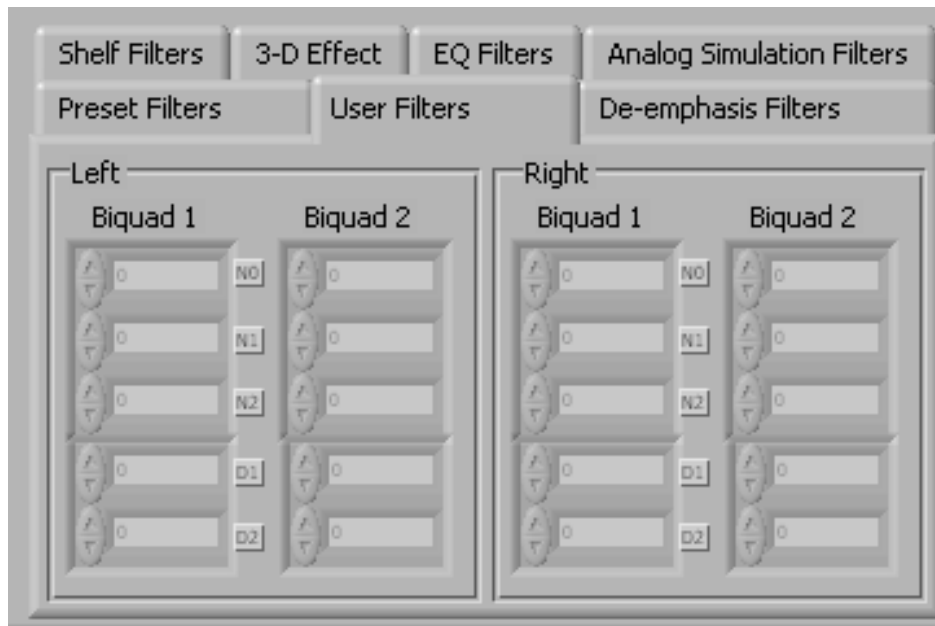 Shelf Filters 3-D Effect EQ Filters Analog Simulation Filters
Preset Filters User Filters De-emphasis Filters
Left Right
Biquad 1 Biquad 2 Biquad 1 Biquad 2
0 N0 0 0 N0 0
0 N1 0 0 N1 0
0 N2 0 0 N2 0
0 D1 0 0 D1 0
0 D2 0 0 D2 0